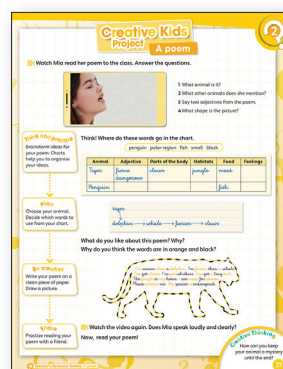 Creative Kids
Project
2
A poem
Watch Mia read her poem to the class. Answer the questions.
1 What animal is it?
2 What other animals does she mention?
3 Say two adjectives from the poem.
4 What shape is the picture?
Think and prepare
Brainstorm ideas for
your poem. Charts
help you to organise
your ideas.
Think! Where do these words go in the chart.
penguin polar region fish small black
Animal Adjective Parts of the body Habitats Food Feelings
Tiger fierce dangerous claws jungle meat
Penguin fish
Plan
Choose your animal.
Decide which words to
use from your chart.
tiger
dolphin whale fiercer claws
What do you like about this poem? Why?
Why do you think the words are in orange and black?
Be creative
Write your poem on a
clean piece of paper.
Draw a picture.
Share
Practise reading your
poem with a friend.
Watch the video again. Does Mia speak loudly and clearly?
Now, read your poem!
Creative Thinking
How can you keep
your animal a mystery
until the end?